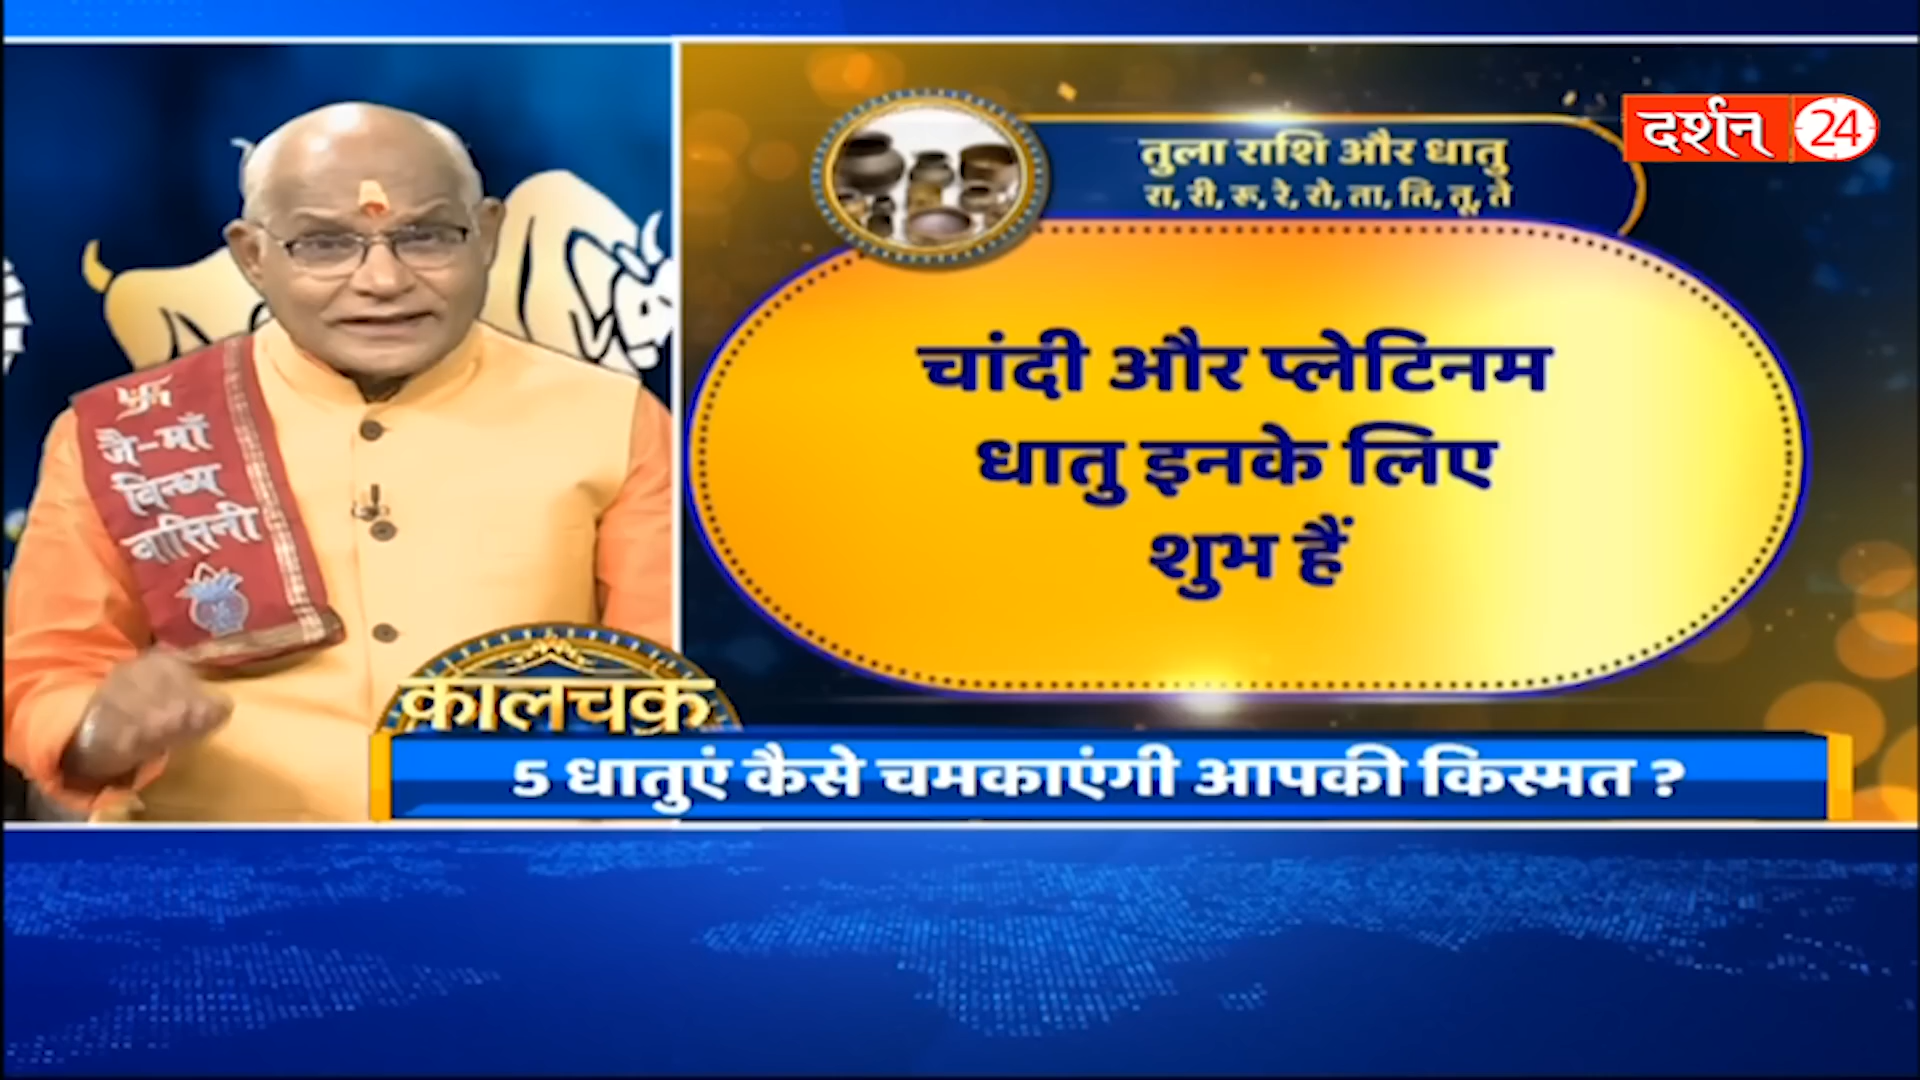 दर्शन 24
तुला राशि और धातु
रा, री, रू, रे, रो, ता, ति, तू, ते
चांदी और प्लेटिनम
धातु इनके लिए
शुभ हैं
जै-माँ
विन्ध्य
वासिनी
कालचक्र
5 धातुएं कैसे चमकाएंगी आपकी किस्मत ?